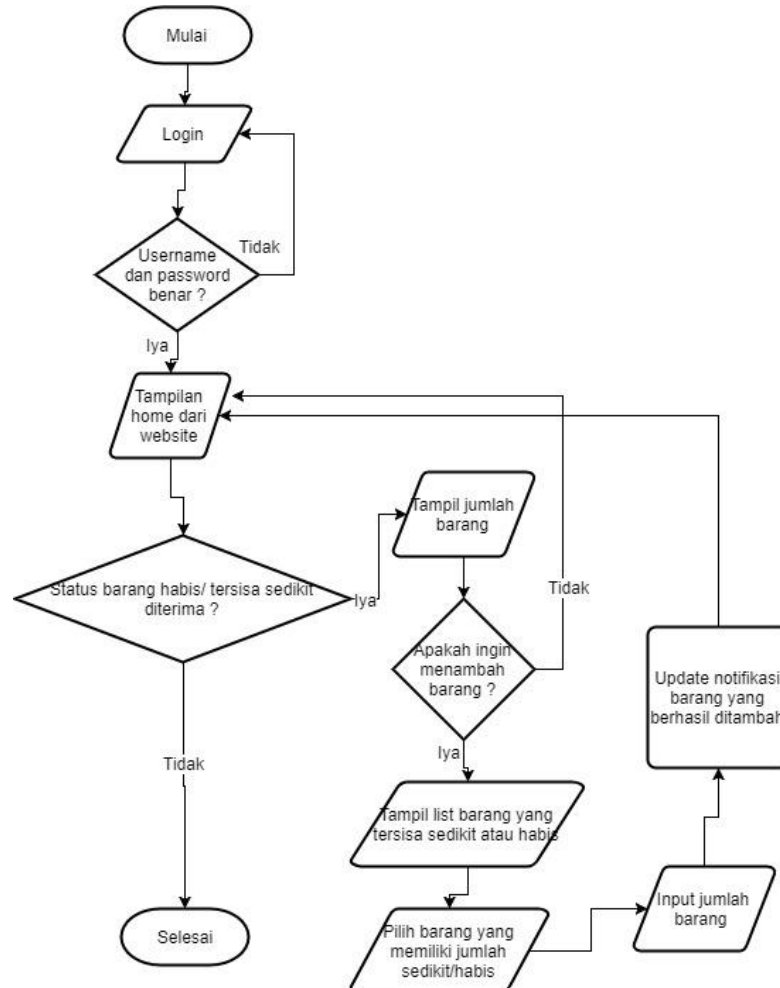 Mulai
Login
Tidak
Username
dan password
benar ?
Iya
Tampilan
home dari
website
Tampil jumlah
barang
Status barang habis/ tersisa sedikit
diterima ?
Iya
Tidak
Apakah ingin
menambah
barang ?
Iya
Update notifikasi
barang yang
berhasil ditambah
Tidak
Tampil list barang yang
tersisa sedikit atau habis
Input jumlah
barang
Selesai
Pilih barang yang
memiliki jumlah
sedikit/habis